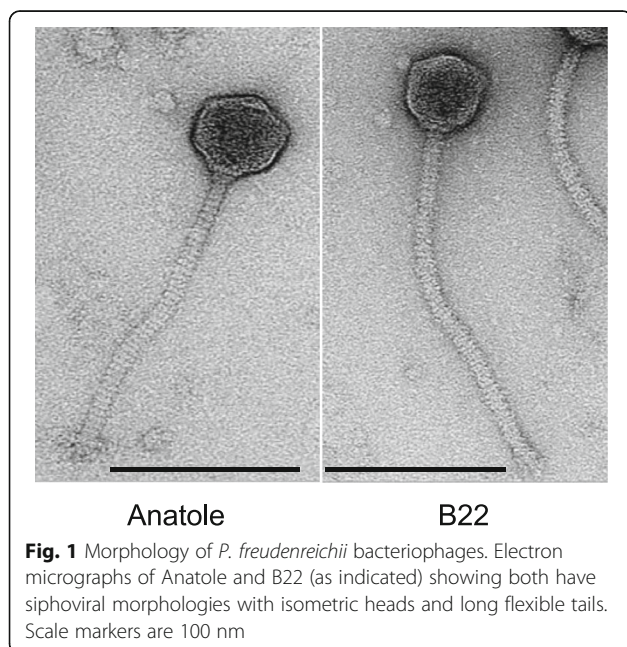 Anatole
B22
Fig. 1 Morphology of P. freudenreichii bacteriophages. Electron
micrographs of Anatole and B22 (as indicated) showing both have
siphoviral morphologies with isometric heads and long flexible tails.
Scale markers are 100 nm